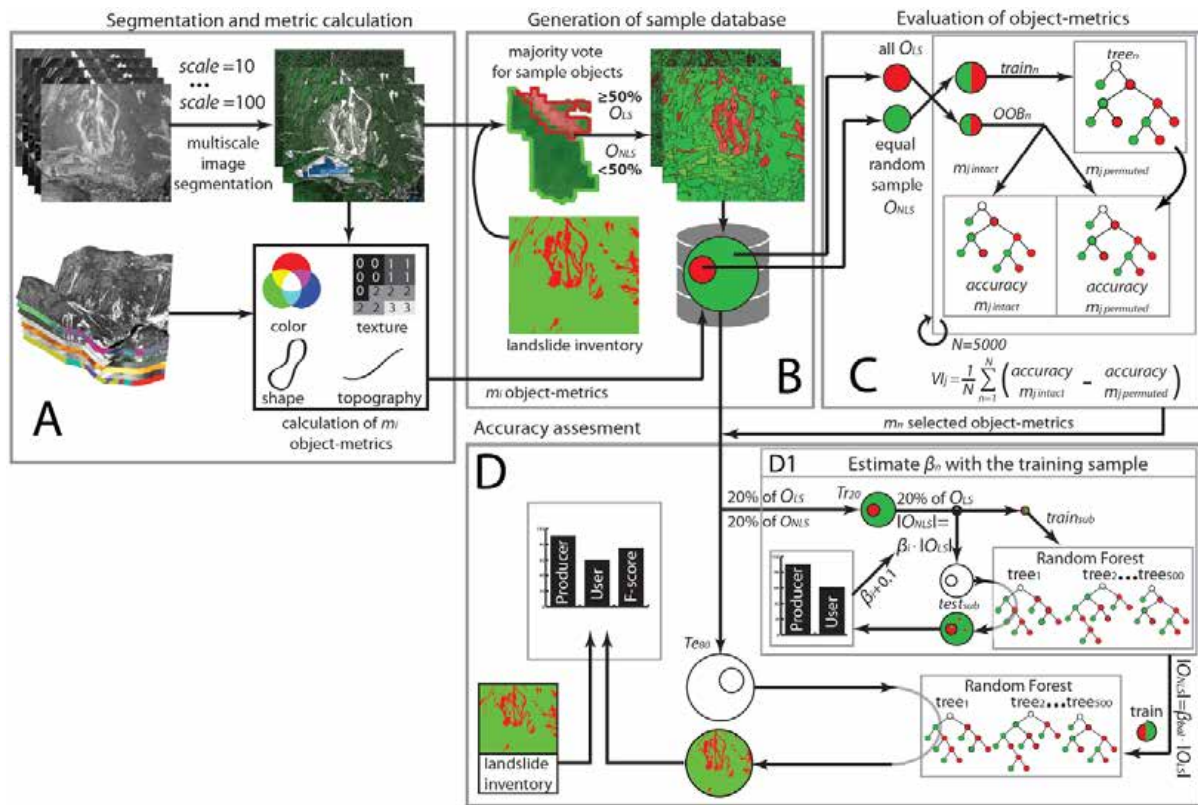 Segmentation and metric calculation
scale =10
...
scale =100
multiscale
image
segmentation
color
texture
0 0 1 1
0 0 1 1
0 2 2 2
2 2 3 3
shape
topography
calculation of mi
object-metrics
A
Generation of sample database
majority vote
for sample objects
≥50%
OLS
ONLS
<50%
landslide inventory
mi object-metrics
B
Evaluation of object-metrics
all OLS
equal
random
sample
ONLS
trainn
OOBn
treen
mj intact
mj permuted
accuracy
mj intact
accuracy
mj permuted
N=5000
VIj = 1/N N∑n=1 (accuracy mj intact − accuracy mj permuted)
C
mn selected object-metrics
Accuracy assesment
D
Producer
User
F-score
landslide
inventory
20% of OLS
20% of ONLS
Te80
D1
Estimate βn with the training sample
Tr20
20% of OLS
|ONLS|=
βi · |OLS|
trainsub
βi+0.1
Producer
User
testsub
Random Forest
tree1
tree2...tree500
Random Forest
tree1
tree2...tree500
train
|ONLS|=βbal · |OLS|